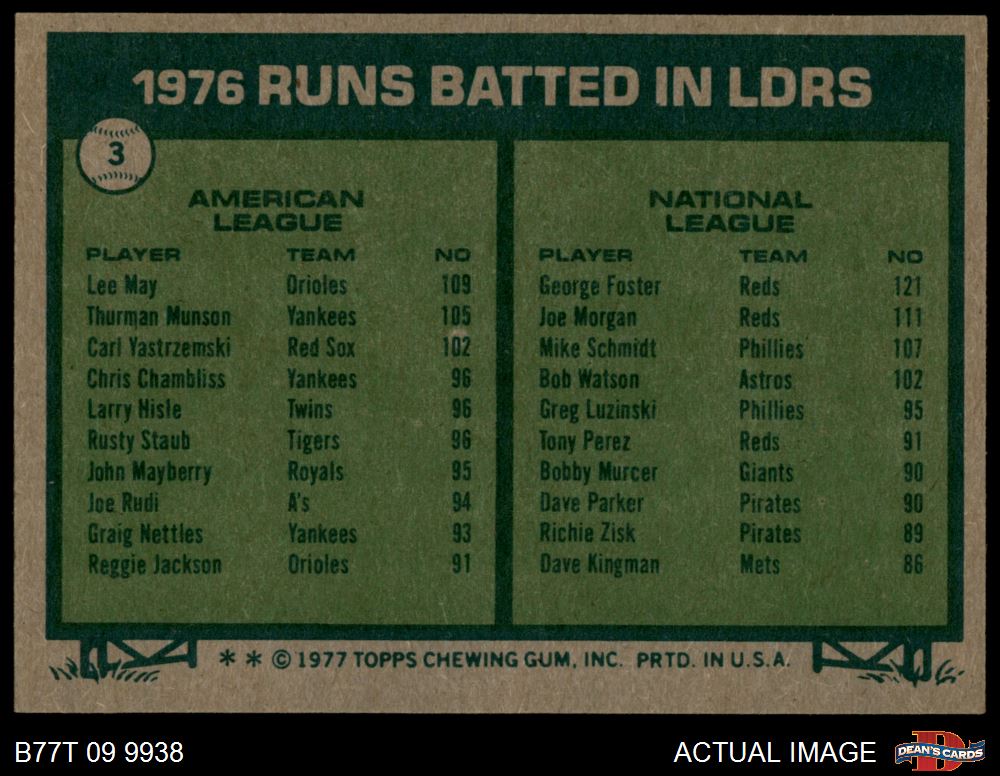 1976 RUNS BATTED IN LDRS
3
AMERICAN
LEAGUE
PLAYER TEAM NO
Lee May Orioles 109
Thurman Munson Yankees 105
Carl Yastrzemski Red Sox 102
Chris Chambliss Yankees 96
Larry Hisle Twins 96
Rusty Staub Tigers 96
John Mayberry Royals 95
Joe Rudi A's 94
Graig Nettles Yankees 93
Reggie Jackson Orioles 91
NATIONAL
LEAGUE
PLAYER TEAM NO
George Foster Reds 121
Joe Morgan Reds 111
Mike Schmidt Phillies 107
Bob Watson Astros 102
Greg Luzinski Phillies 95
Tony Perez Reds 91
Bobby Murcer Giants 90
Dave Parker Pirates 90
Richie Zisk Pirates 89
Dave Kingman Mets 86
* * © 1977 TOPPS CHEWING GUM, INC. PRTD. IN U.S.A.
B77T 09 9938
ACTUAL IMAGE
D
DEAN'S CARDS